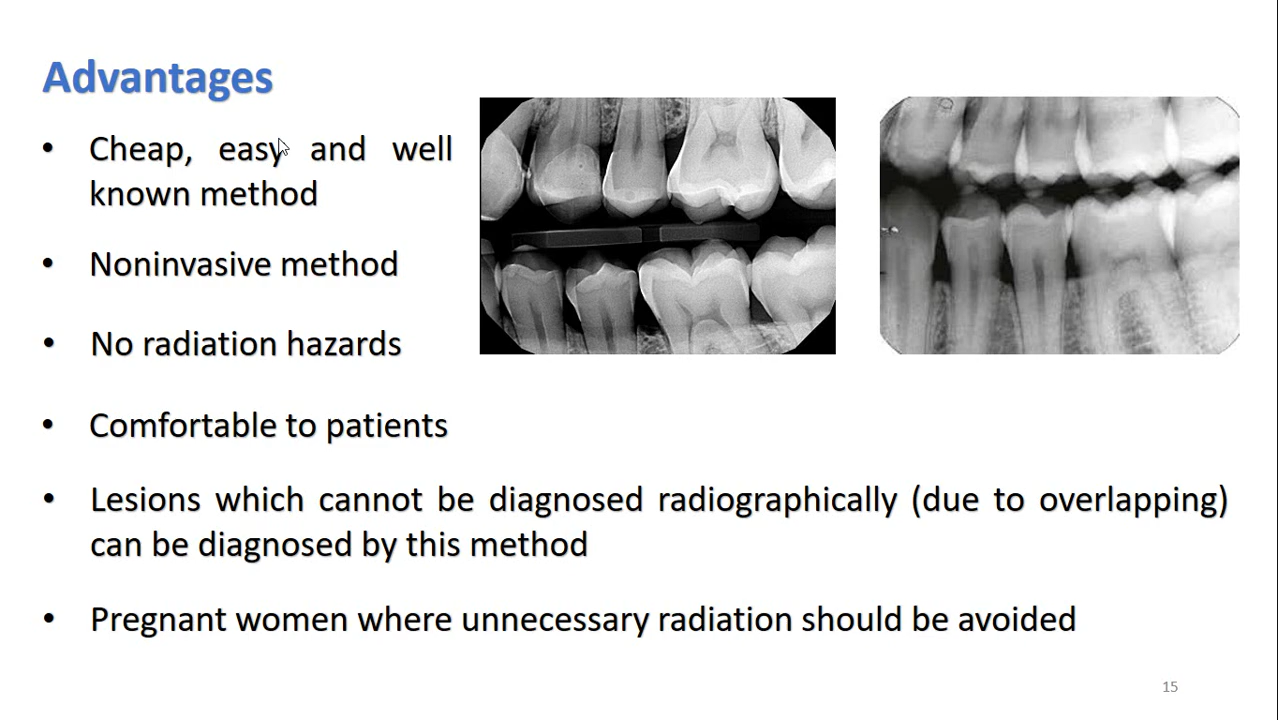 Advantages
• Cheap, easy and well
known method
• Noninvasive method
• No radiation hazards
• Comfortable to patients
• Lesions which cannot be diagnosed radiographically (due to overlapping)
can be diagnosed by this method
• Pregnant women where unnecessary radiation should be avoided
15